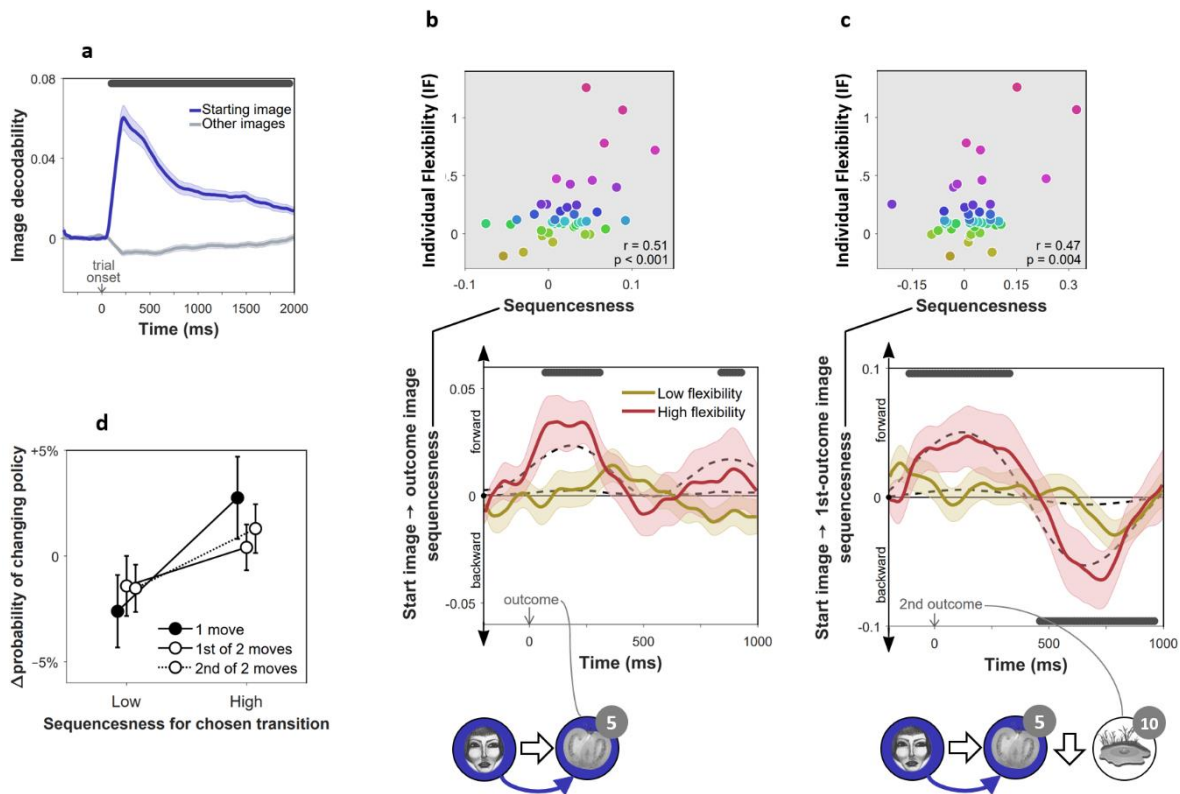 a
0.08
0.04
0
Image decodability
Starting image
Other images
trial
onset
0
500
1000
1500
2000
Time (ms)
b
Individual Flexibility (IF)
1
0
r = 0.51
p < 0.001
-0.1
0
0.1
Sequencesness
Start image → outcome image
sequencesness
0.05
0
-0.05
forward
backward
Low flexibility
High flexibility
outcome
0
500
1000
Time (ms)
5
c
Individual Flexibility (IF)
1
0
r = 0.47
p = 0.004
-0.15
0
0.15
0.3
Sequencesness
Start image → 1st-outcome image
sequencesness
0.1
0
-0.1
forward
backward
2nd outcome
0
500
1000
Time (ms)
5
10
d
Δprobability of changing policy
+5%
0
−5%
1 move
1st of 2 moves
2nd of 2 moves
Low
High
Sequencesness for chosen transition